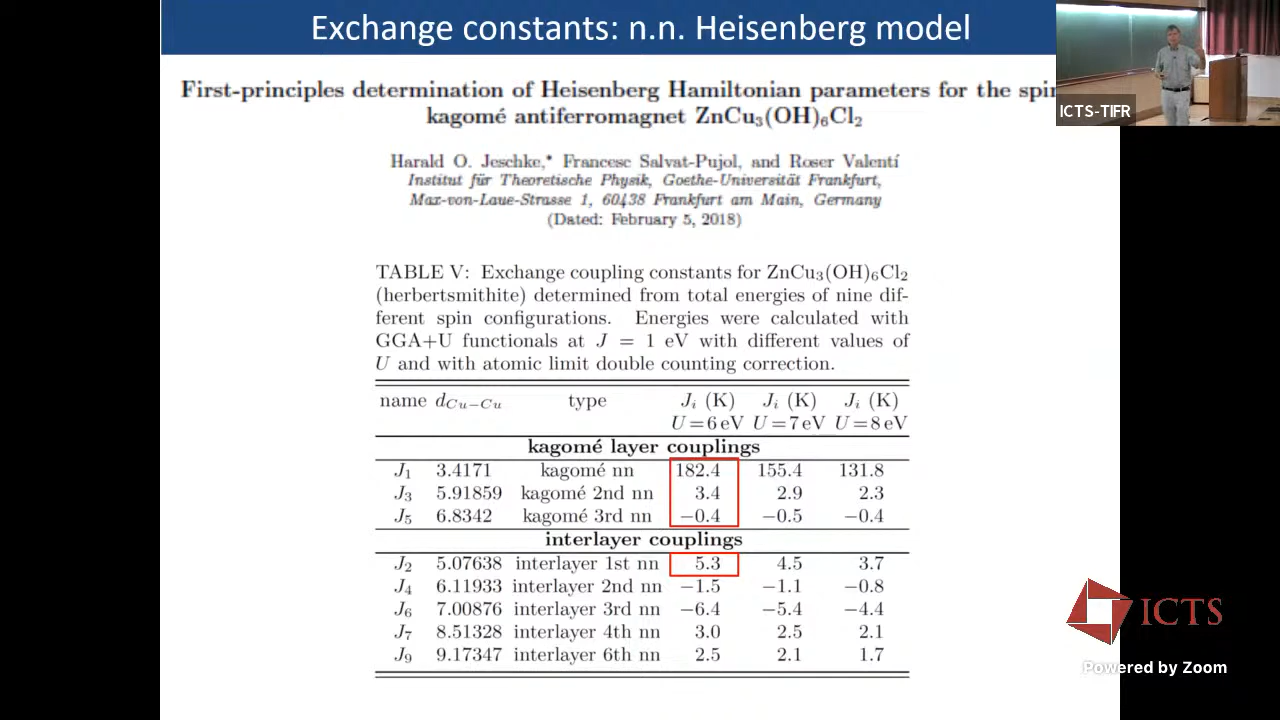 Exchange constants: n.n. Heisenberg model
First-principles determination of Heisenberg Hamiltonian parameters for the spin
kagomé antiferromagnet ZnCu₃(OH)₆Cl₂
Harald O. Jeschke,* Francesc Salvat-Pujol, and Roser Valentí
Institut für Theoretische Physik, Goethe-Universität Frankfurt,
Max-von-Laue-Strasse 1, 60438 Frankfurt am Main, Germany
(Dated: February 5, 2018)
TABLE V: Exchange coupling constants for ZnCu₃(OH)₆Cl₂
(herbertsmithite) determined from total energies of nine dif-
ferent spin configurations. Energies were calculated with
GGA+U functionals at J = 1 eV with different values of
U and with atomic limit double counting correction.
name d_{Cu−Cu} type J_i (K) J_i (K) J_i (K)
U=6 eV U=7 eV U=8 eV
kagomé layer couplings
J₁ 3.4171 kagomé nn 182.4 155.4 131.8
J₃ 5.91859 kagomé 2nd nn 3.4 2.9 2.3
J₅ 6.8342 kagomé 3rd nn −0.4 −0.5 −0.4
interlayer couplings
J₂ 5.07638 interlayer 1st nn 5.3 4.5 3.7
J₄ 6.11933 interlayer 2nd nn −1.5 −1.1 −0.8
J₆ 7.00876 interlayer 3rd nn −6.4 −5.4 −4.4
J₇ 8.51328 interlayer 4th nn 3.0 2.5 2.1
J₉ 9.17347 interlayer 6th nn 2.5 2.1 1.7
ICTS-TIFR
ICTS
Powered by Zoom